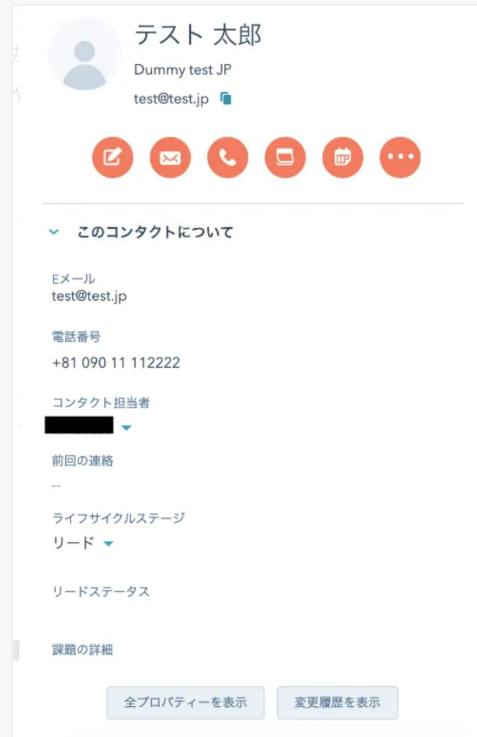 テスト 太郎
Dummy test JP
test@test.jp
このコンタクトについて
Eメール
test@test.jp
電話番号
+81 090 11 112222
コンタクト担当者
前回の連絡
--
ライフサイクルステージ
リード
リードステータス
課題の詳細
全プロパティーを表示
変更履歴を表示